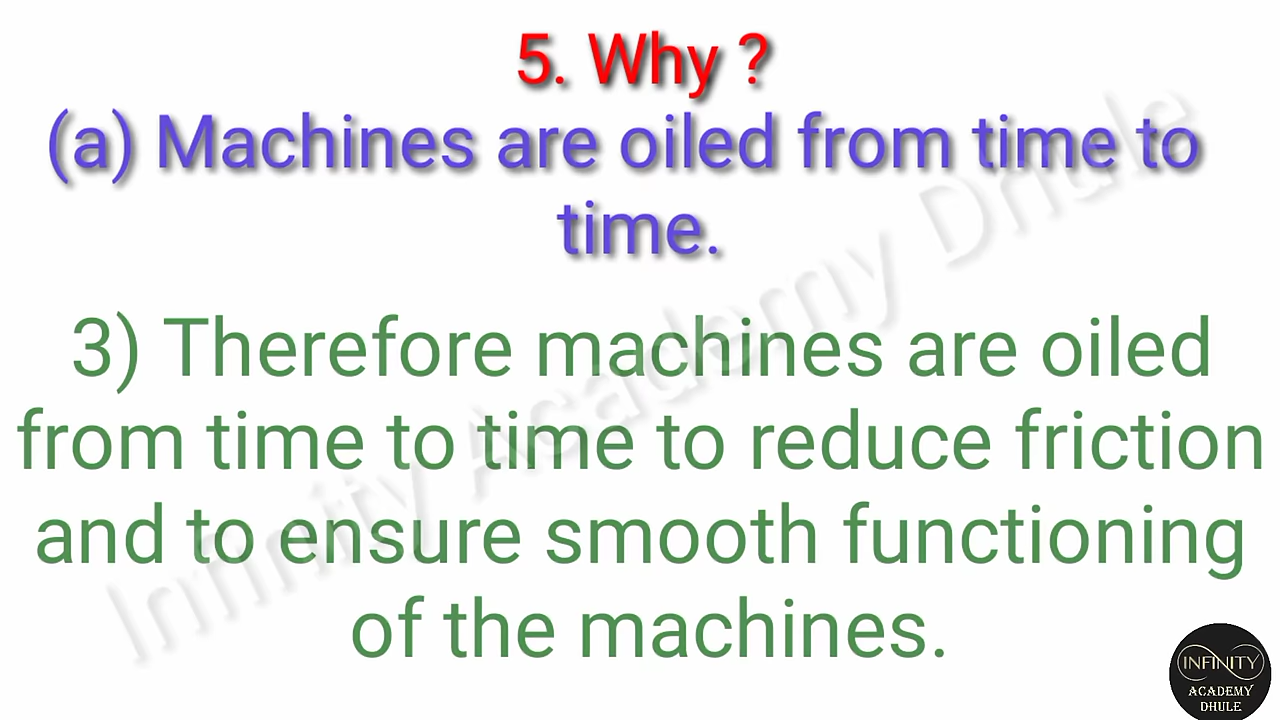 5. Why ?
(a) Machines are oiled from time to
time.
3) Therefore machines are oiled
from time to time to reduce friction
and to ensure smooth functioning
of the machines.
Infinity Academy Dhule
INFINITY
ACADEMY
DHULE